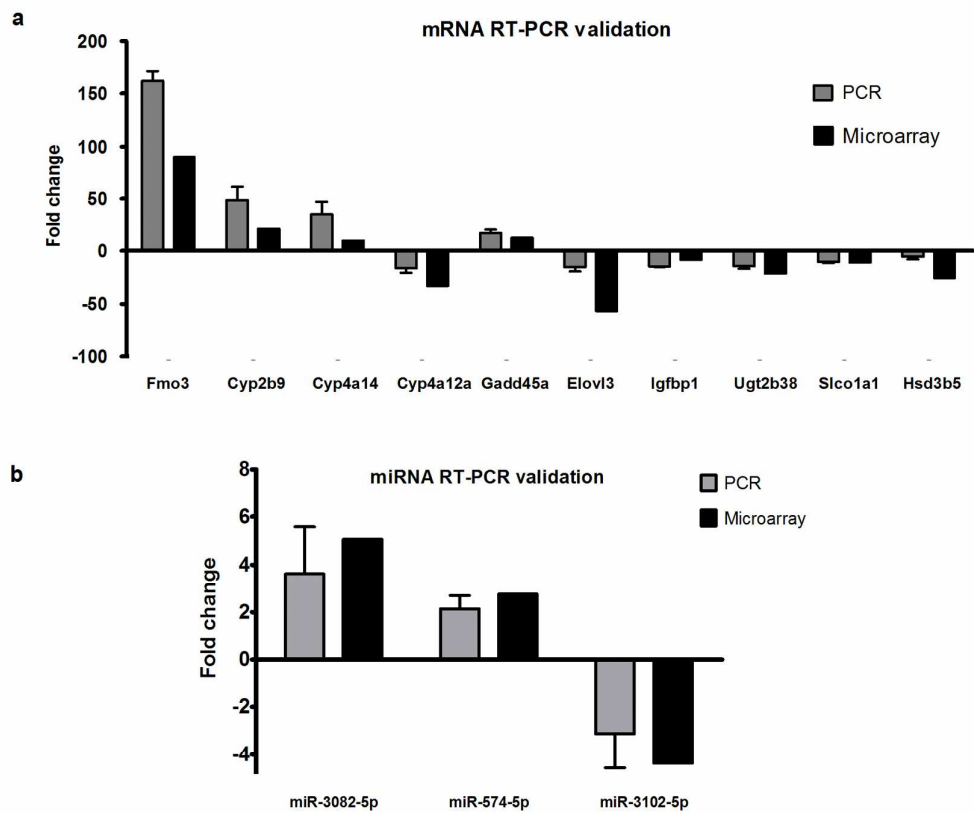 a
mRNA RT-PCR validation
200
150
100
50
0
-50
-100
Fold change
PCR
Microarray
Fmo3 Cyp2b9 Cyp4a14 Cyp4a12a Gadd45a Elovl3 Igfbp1 Ugt2b38 Slco1a1 Hsd3b5
b
miRNA RT-PCR validation
8
6
4
2
0
-2
-4
Fold change
PCR
Microarray
miR-3082-5p miR-574-5p miR-3102-5p